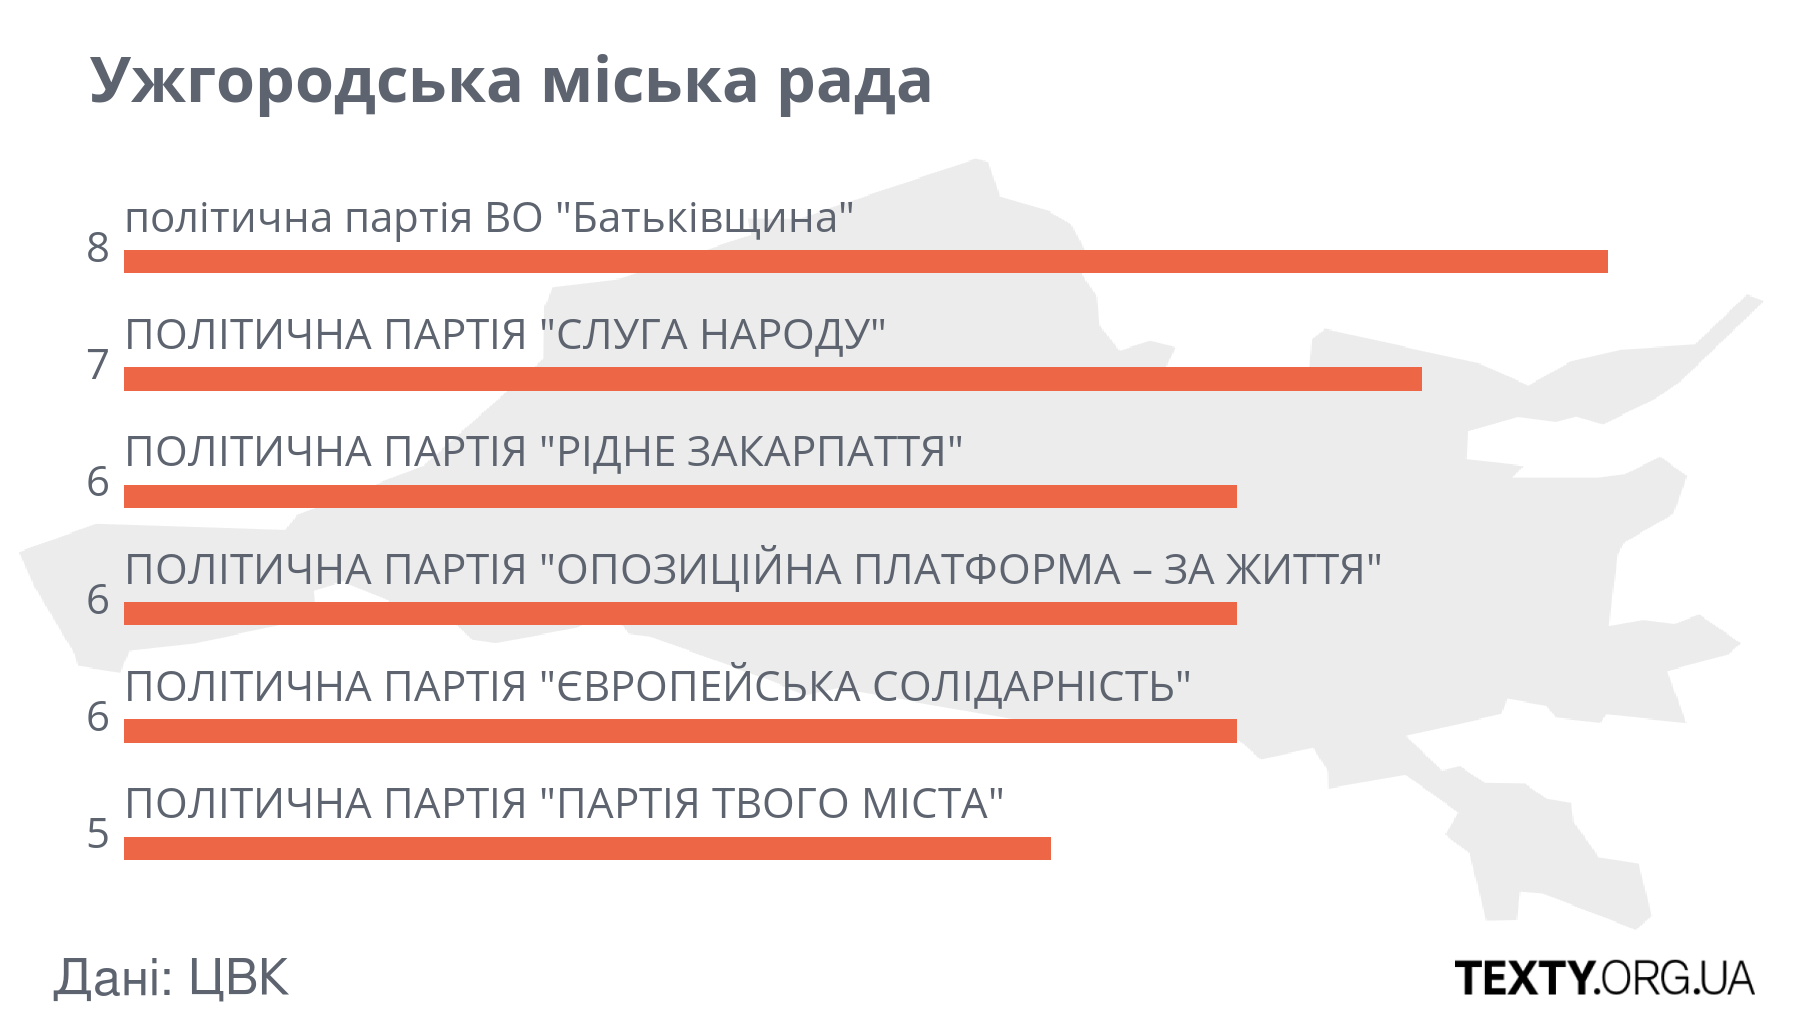 Ужгородська міська рада
політична партія ВО "Батьківщина"
8
ПОЛІТИЧНА ПАРТІЯ "СЛУГА НАРОДУ"
7
ПОЛІТИЧНА ПАРТІЯ "РІДНЕ ЗАКАРПАТТЯ"
6
ПОЛІТИЧНА ПАРТІЯ "ОПОЗИЦІЙНА ПЛАТФОРМА – ЗА ЖИТТЯ"
6
ПОЛІТИЧНА ПАРТІЯ "ЄВРОПЕЙСЬКА СОЛІДАРНІСТЬ"
6
ПОЛІТИЧНА ПАРТІЯ "ПАРТІЯ ТВОГО МІСТА"
5
Дані: ЦВК
TEXTY.ORG.UA